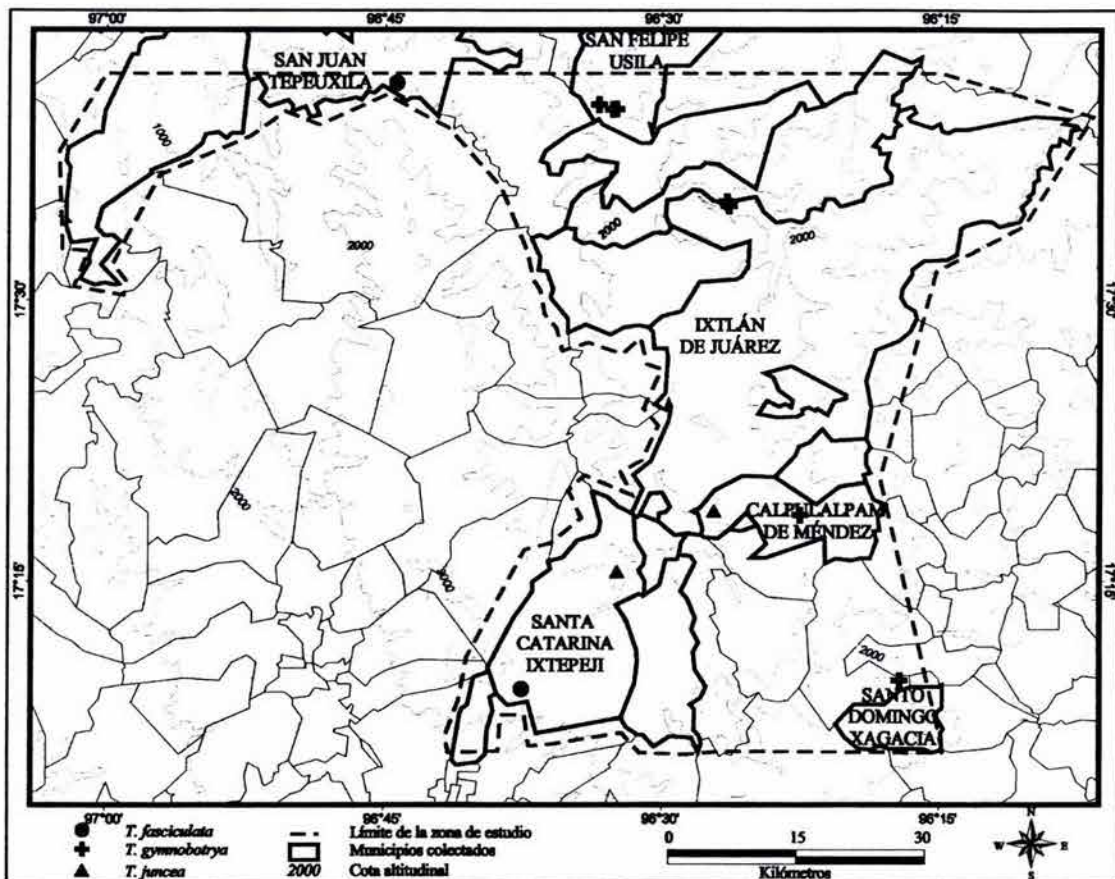 97°00' 96°45' 96°30' 96°15'
SAN JUAN
TEPEUXILA
SAN FELIPE
USILA
1000
2000
2000
2000
17°30'
17°30'
IXTLÁN
DE JUÁREZ
2000
CALPULALPAM
DE MÉNDEZ
17°15'
17°15'
SANTA
CATARINA
IXTEPEJI
2000
SANTO
DOMINGO
XAGACIA
97°00' 96°45' 96°30' 96°15'
T. fasciculata
T. gymnobotrya
T. juncea
Límite de la zona de estudio
Municipios colectados
2000 Cota altitudinal
0 15 30
Kilómetros
N
W E
S